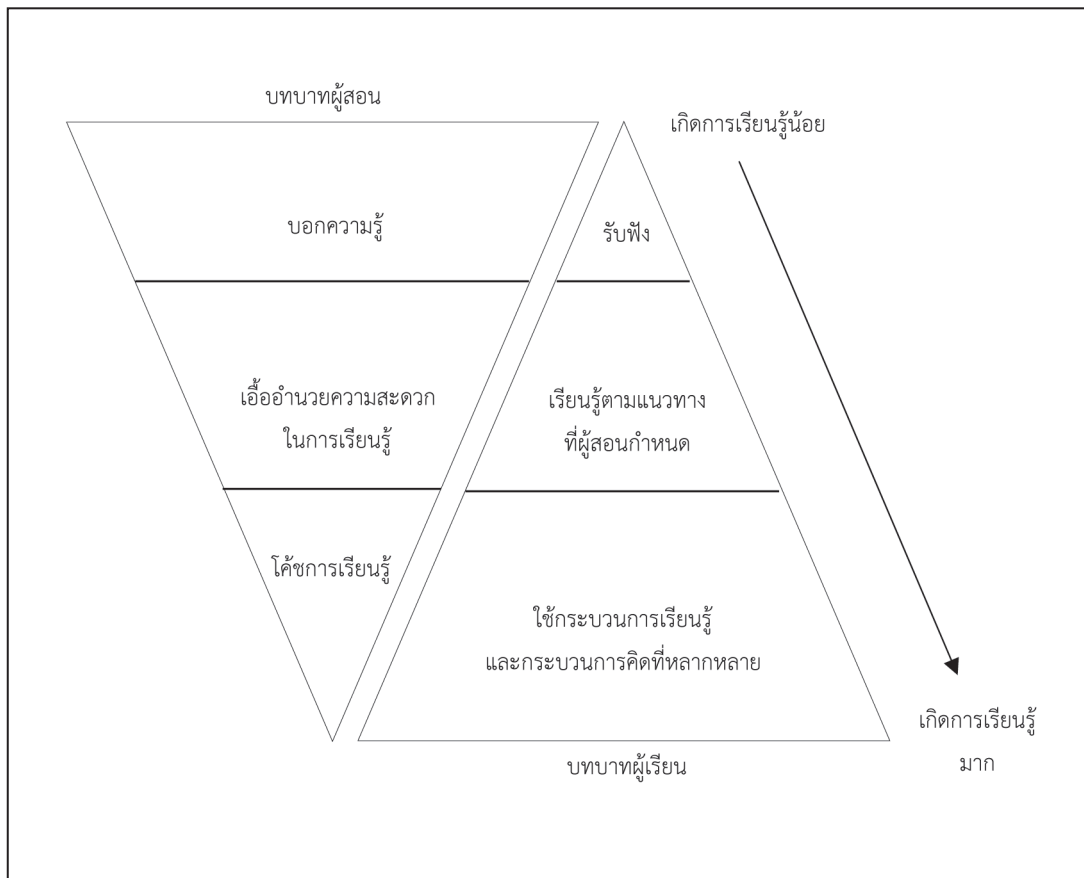 บทบาทผู้สอน
เกิดการเรียนรู้น้อย
บอกความรู้
รับฟัง
เอื้ออำนวยความสะดวก
ในการเรียนรู้
เรียนรู้ตามแนวทาง
ที่ผู้สอนกำหนด
โค้ชการเรียนรู้
ใช้กระบวนการเรียนรู้
และกระบวนการคิดที่หลากหลาย
เกิดการเรียนรู้
มาก
บทบาทผู้เรียน